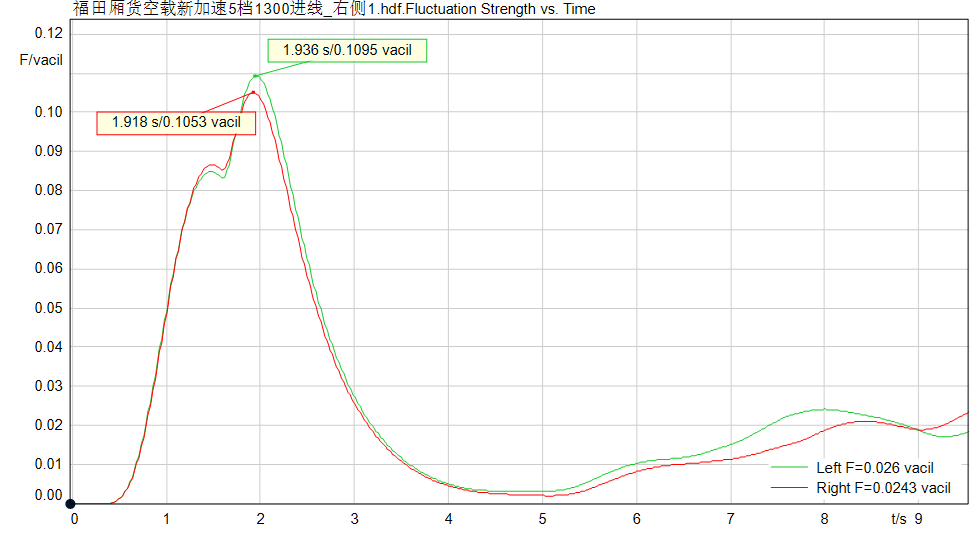 福田厢货空载新加速5档1300进线_右侧1.hdf.Fluctuation Strength vs. Time
0.12
F/vacil
0.10
0.09
0.08
0.07
0.06
0.05
0.04
0.03
0.02
0.01
0.00
1.936 s/0.1095 vacil
1.918 s/0.1053 vacil
Left F=0.026 vacil
Right F=0.0243 vacil
0 1 2 3 4 5 6 7 8 t/s 9